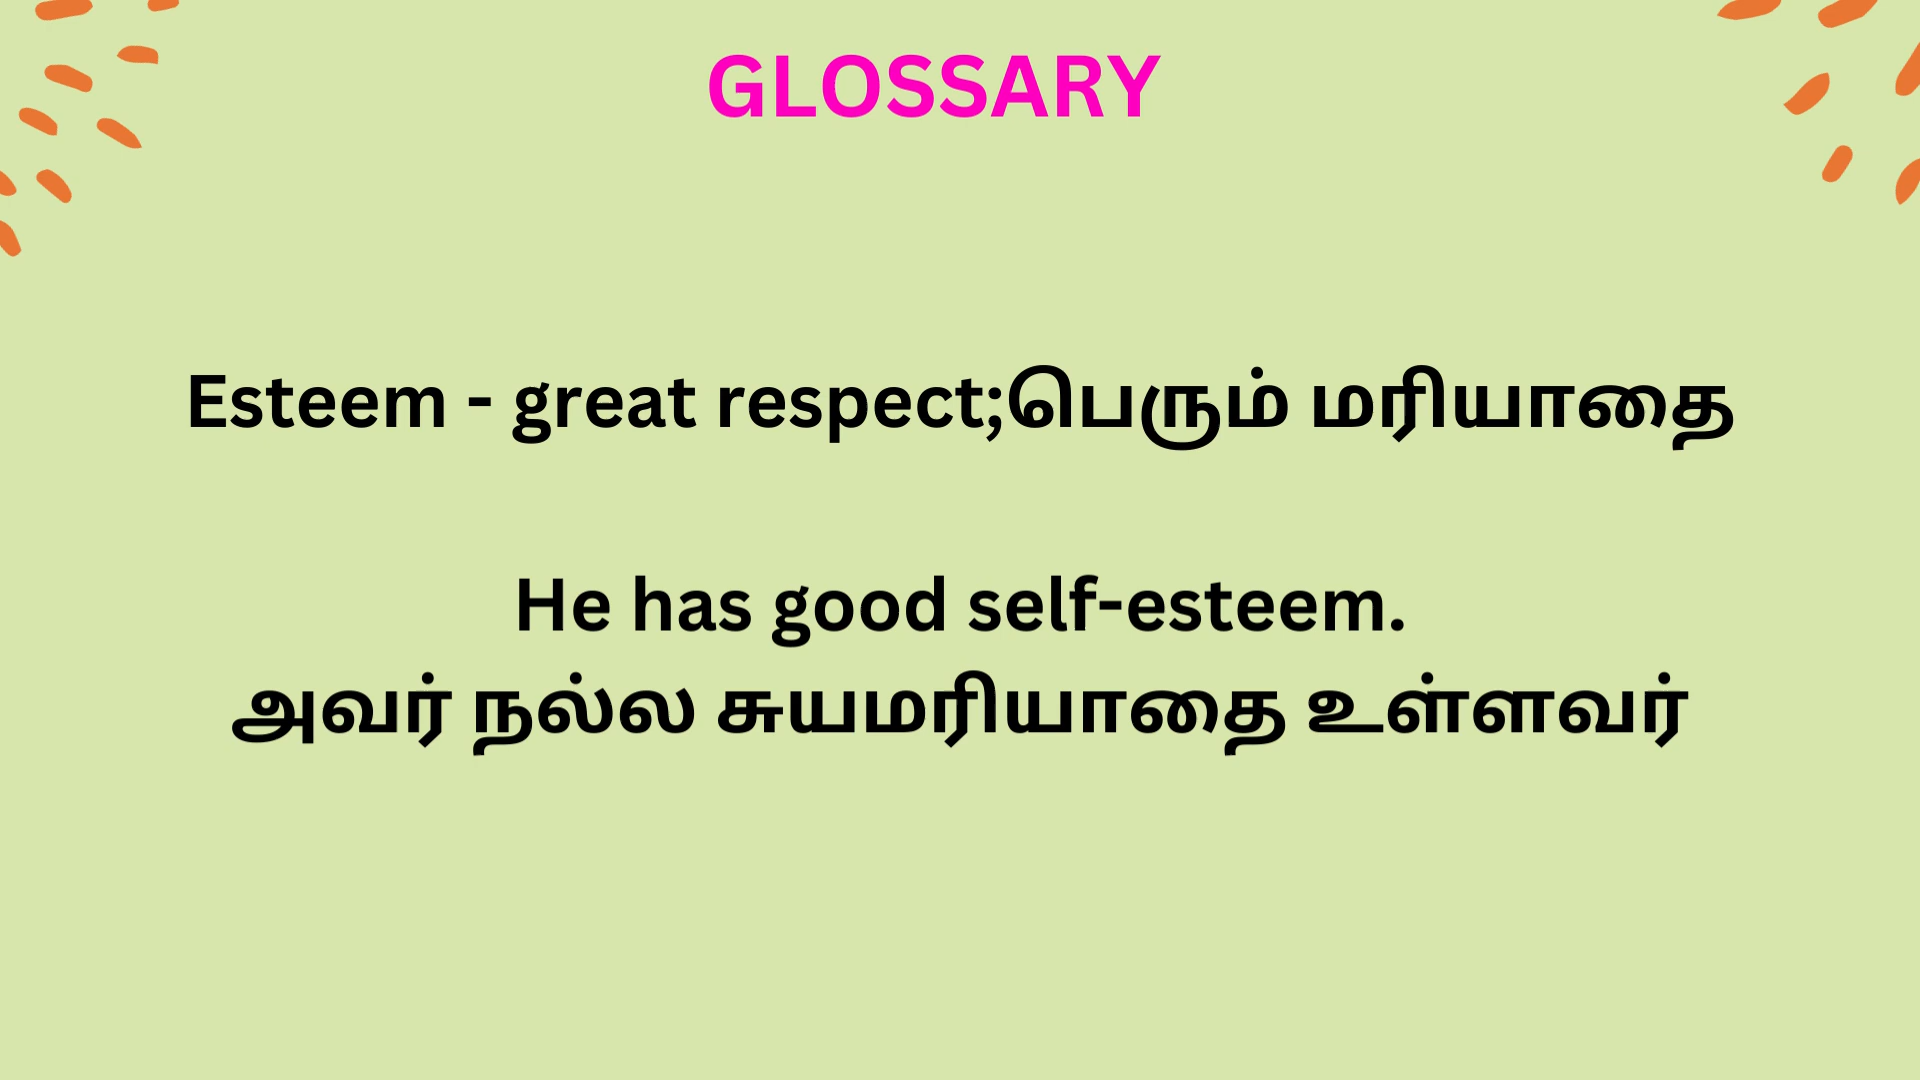 GLOSSARY
Esteem - great respect;பெரும் மரியாதை
He has good self-esteem.
அவர் நல்ல சுயமரியாதை உள்ளவர்